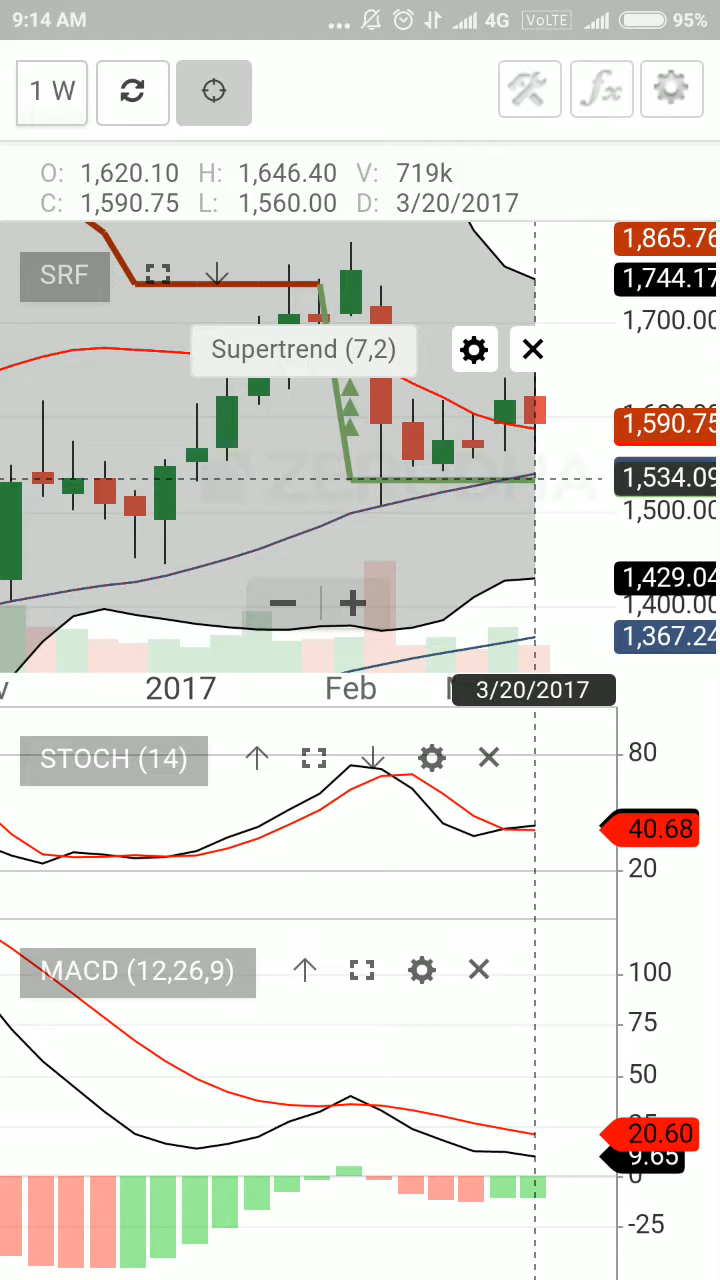 9:14 AM ... 4G VoLTE 95%
1 W fx
O: 1,620.10 H: 1,646.40 V: 719k
C: 1,590.75 L: 1,560.00 D: 3/20/2017
1,865.76
SRF
1,744.17
1,700.00
Supertrend (7,2)
1,590.75
ZERODHA
1,534.09
1,500.00
1,429.04
1,400.00
1,367.24
2017 Feb 3/20/2017
STOCH (14)
80
40.68
20
MACD (12,26,9)
100
75
50
20.60
9.65
0
-25